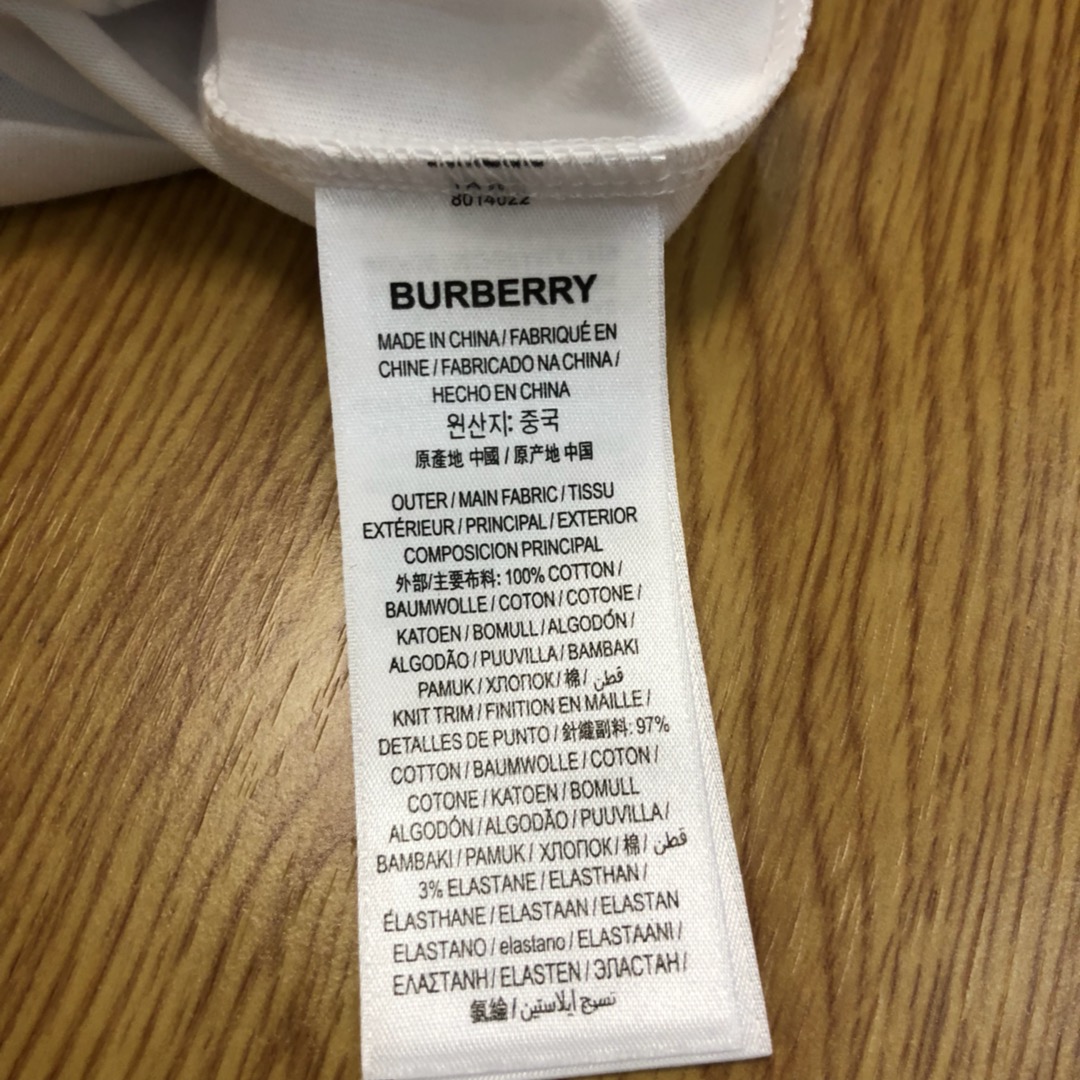 8014022
BURBERRY
MADE IN CHINA / FABRIQUÉ EN
CHINE / FABRICADO NA CHINA /
HECHO EN CHINA
원산지: 중국
原產地 中國 / 原产地 中国
OUTER / MAIN FABRIC / TISSU
EXTÉRIEUR / PRINCIPAL / EXTERIOR
COMPOSICION PRINCIPAL
外部/主要布料: 100% COTTON /
BAUMWOLLE / COTON / COTONE /
KATOEN / BOMULL / ALGODÓN /
ALGODÃO / PUUVILLA / BAMBAKI
PAMUK / ХЛОПОК / 棉 / قطن
KNIT TRIM / FINITION EN MAILLE /
DETALLES DE PUNTO / 針織副料: 97%
COTTON / BAUMWOLLE / COTON /
COTONE / KATOEN / BOMULL
ALGODÓN / ALGODÃO / PUUVILLA /
BAMBAKI / PAMUK / ХЛОПОК / 棉 / قطن
3% ELASTANE / ELASTHAN /
ÉLASTHANE / ELASTAAN / ELASTAN
ELASTANO / elastano / ELASTAANI /
ΕΛΑΣΤΑΝΗ / ELASTEN / ЭЛАСТАН /
氨綸 / نسيج إيلاستين